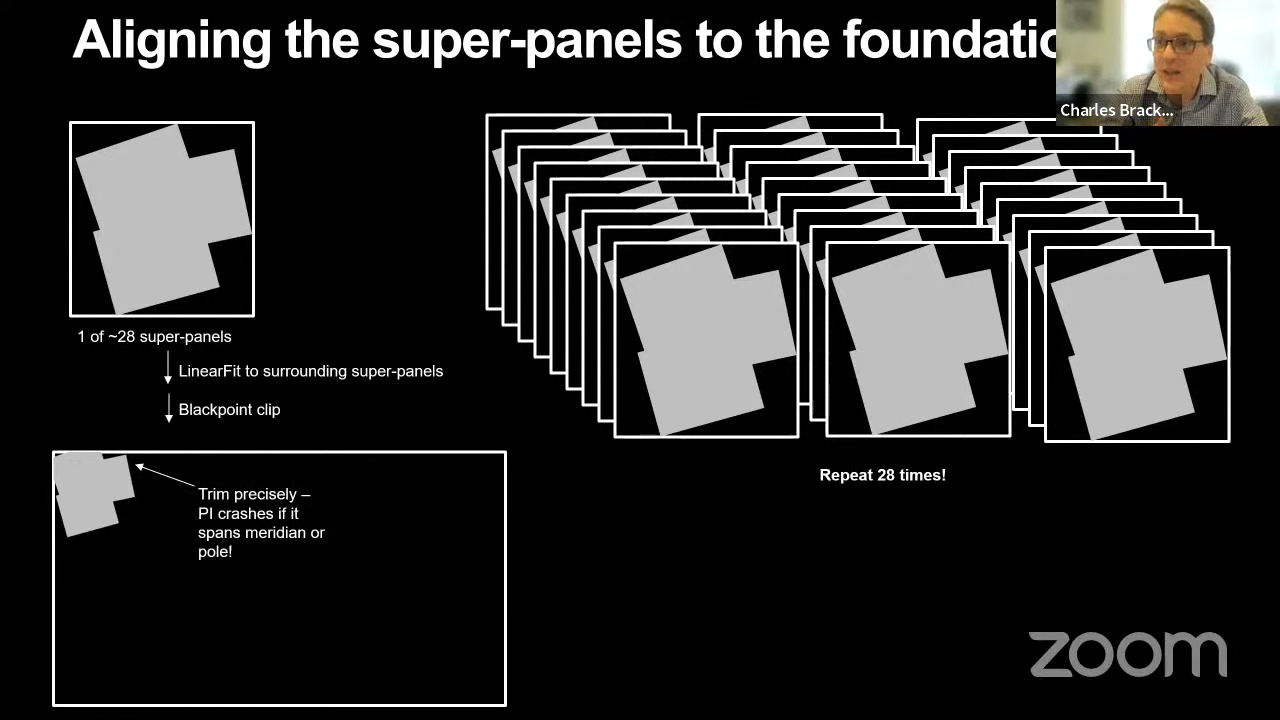 Aligning the super-panels to the foundatio
Charles Brack...
1 of ~28 super-panels
LinearFit to surrounding super-panels
Blackpoint clip
Trim precisely –
PI crashes if it
spans meridian or
pole!
Repeat 28 times!
zoom